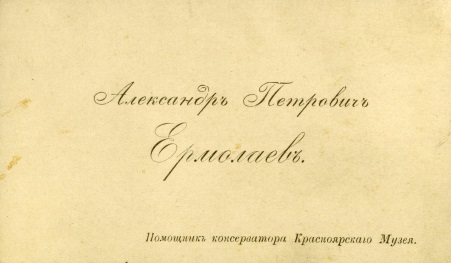 Александръ Петровичъ
Ермолаевъ.
Помощникъ консерватора Красноярскаго Музея.